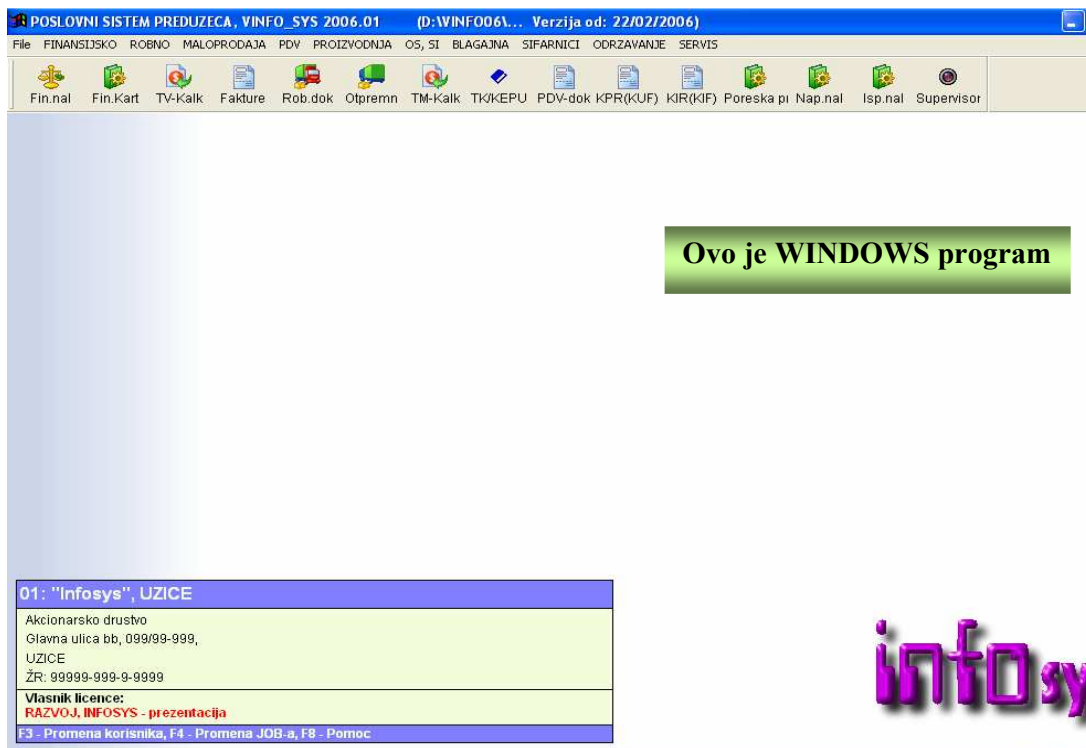 POSLOVNI SISTEM PREDUZECA, VINFO_SYS 2006.01 (D:\VINFO06\... Verzija od: 22/02/2006)
File FINANSIJSKO ROBNO MALOPRODAJA PDV PROIZVODNJA OS, SI BLAGAJNA SIFARNICI ODRZAVANJE SERVIS
Fin.nal Fin.Kart TV-Kalk Fakture Rob.dok Otpremn TM-Kalk TK/KEPU PDV-dok KPR(KUF) KIR(KIF) Poreska pi Nap.nal Isp.nal Supervisor
Ovo je WINDOWS program
01: "Infosys", UZICE
Akcionarsko drustvo
Glavna ulica bb, 099/99-999,
UZICE
ŽR: 99999-999-9-9999
Vlasnik licence:
RAZVOJ, INFOSYS - prezentacija
F3 - Promena korisnika, F4 - Promena JOB-a, F8 - Pomoc
infosy